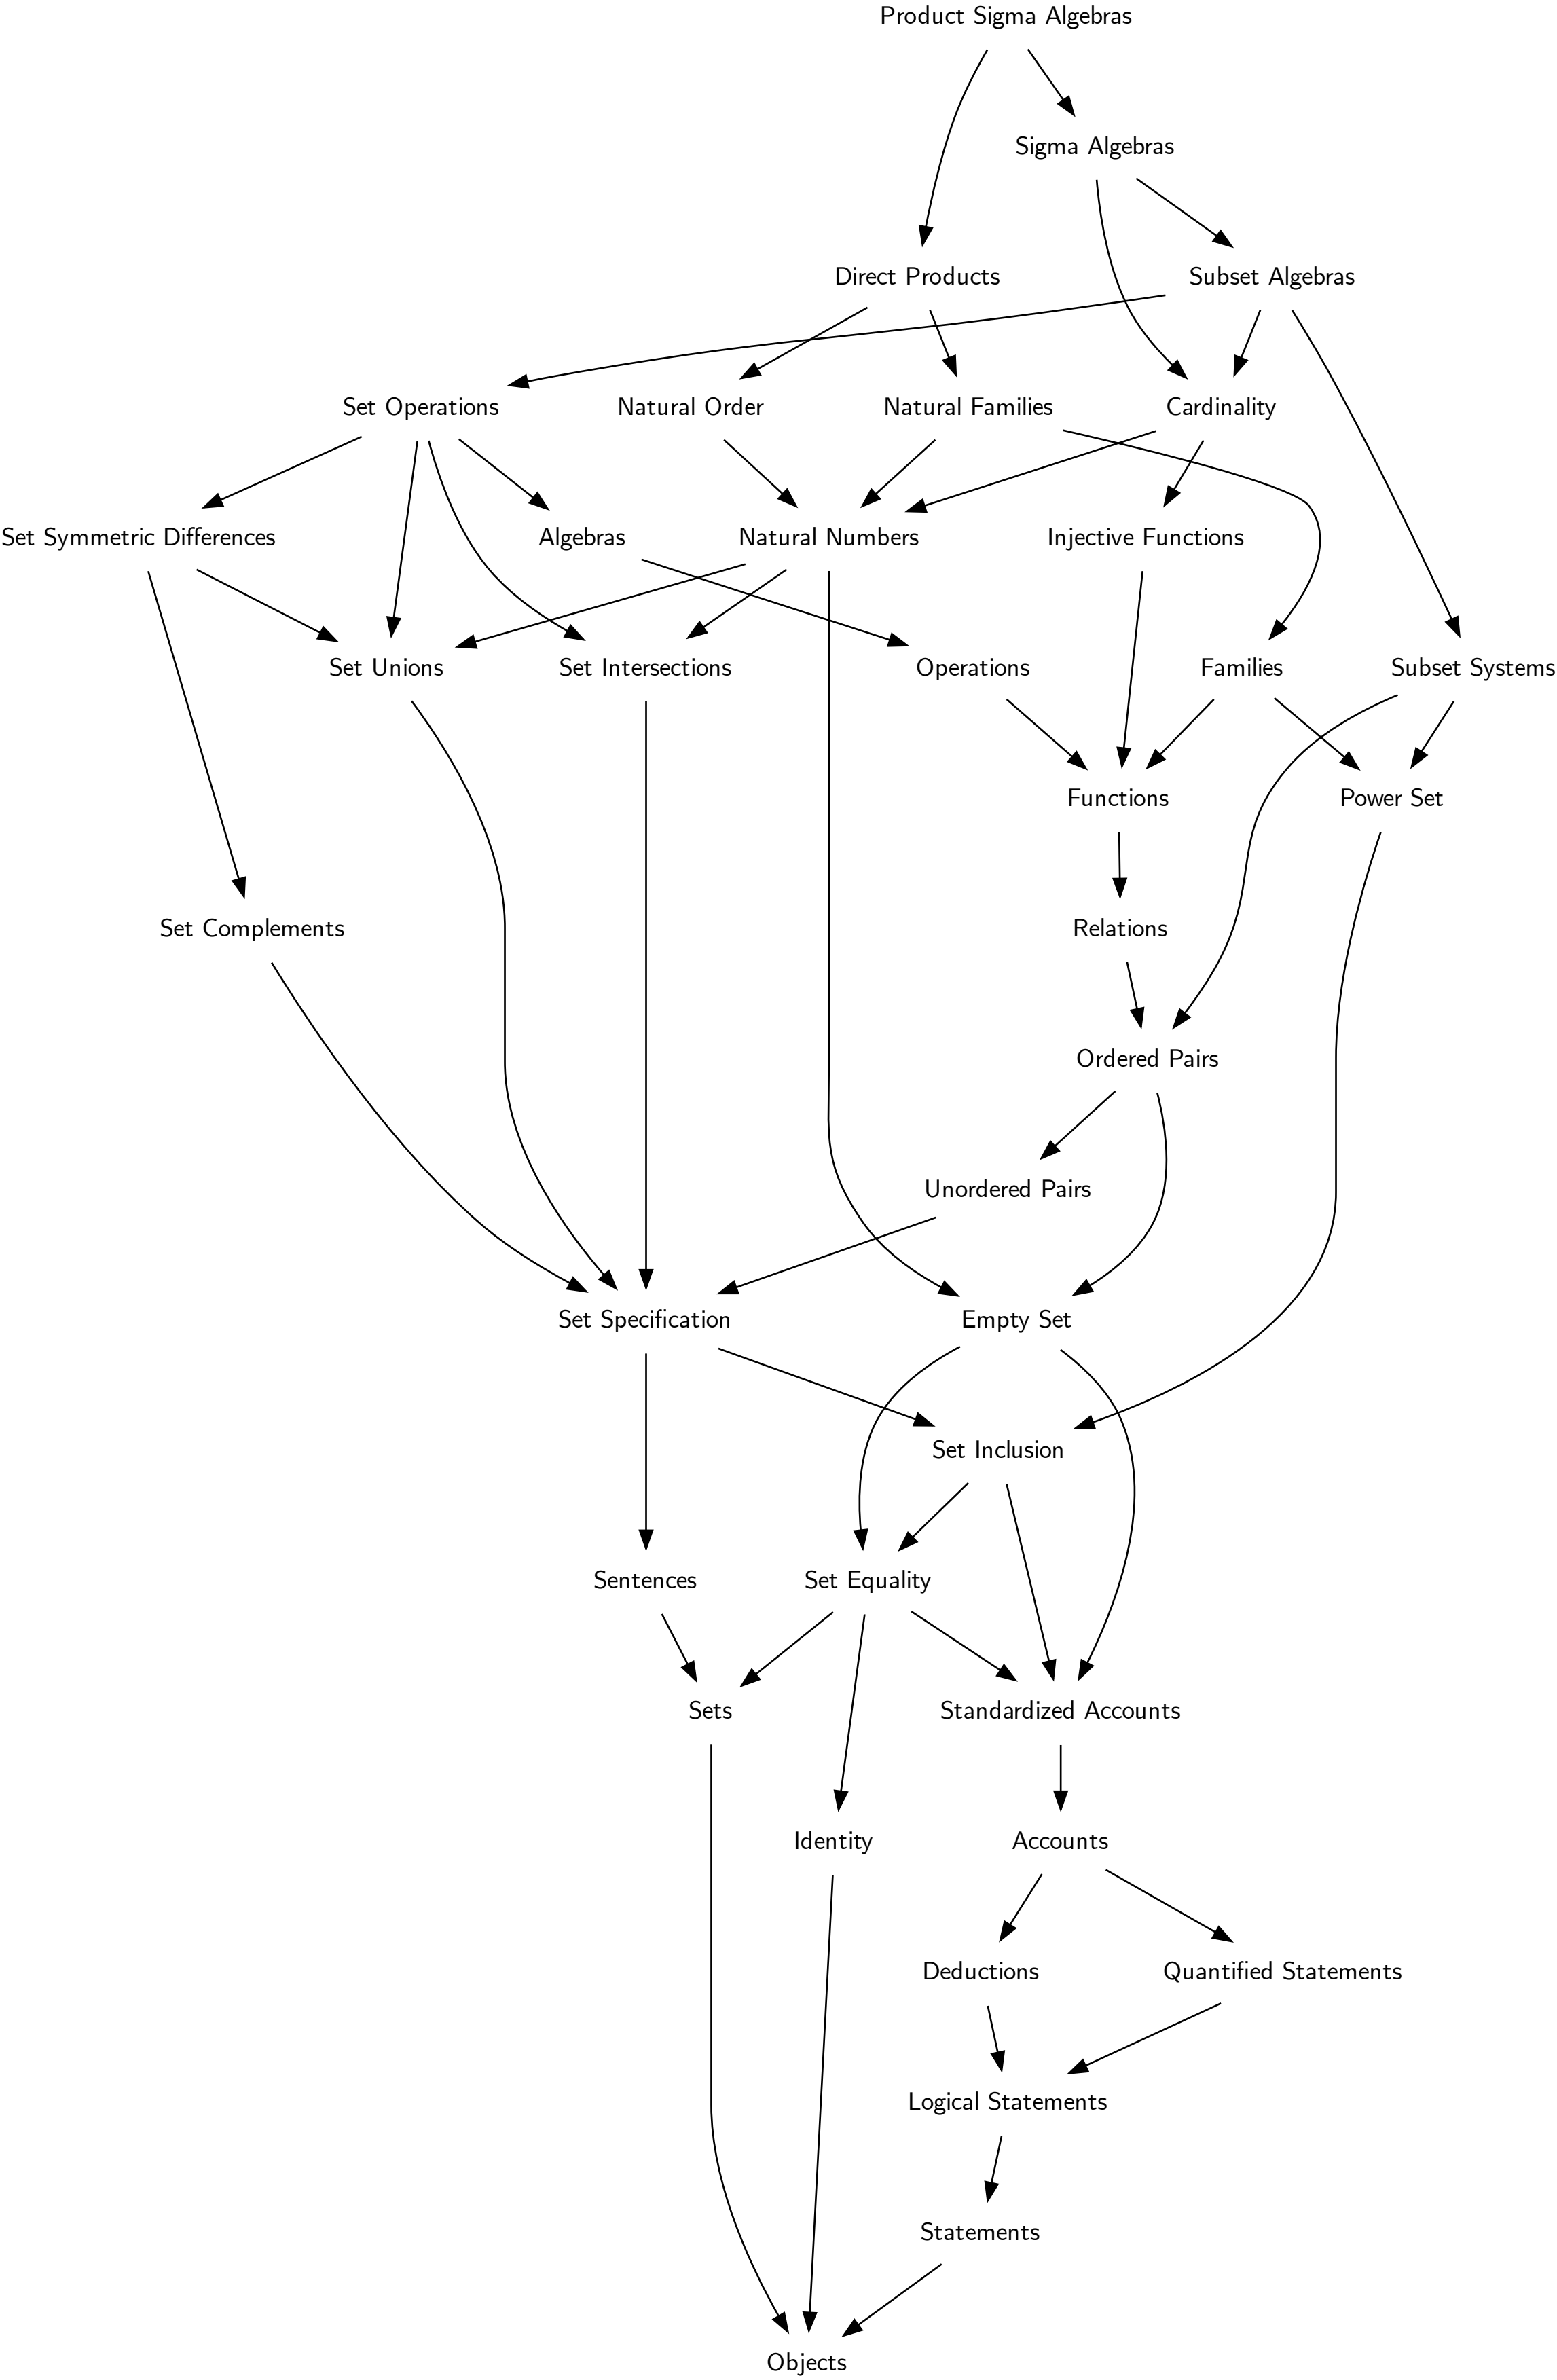 Product Sigma Algebras
Sigma Algebras
Direct Products
Subset Algebras
Set Operations
Natural Order
Natural Families
Cardinality
Set Symmetric Differences
Algebras
Natural Numbers
Injective Functions
Set Unions
Set Intersections
Operations
Families
Subset Systems
Functions
Power Set
Set Complements
Relations
Ordered Pairs
Unordered Pairs
Set Specification
Empty Set
Set Inclusion
Sentences
Set Equality
Sets
Standardized Accounts
Identity
Accounts
Deductions
Quantified Statements
Logical Statements
Statements
Objects